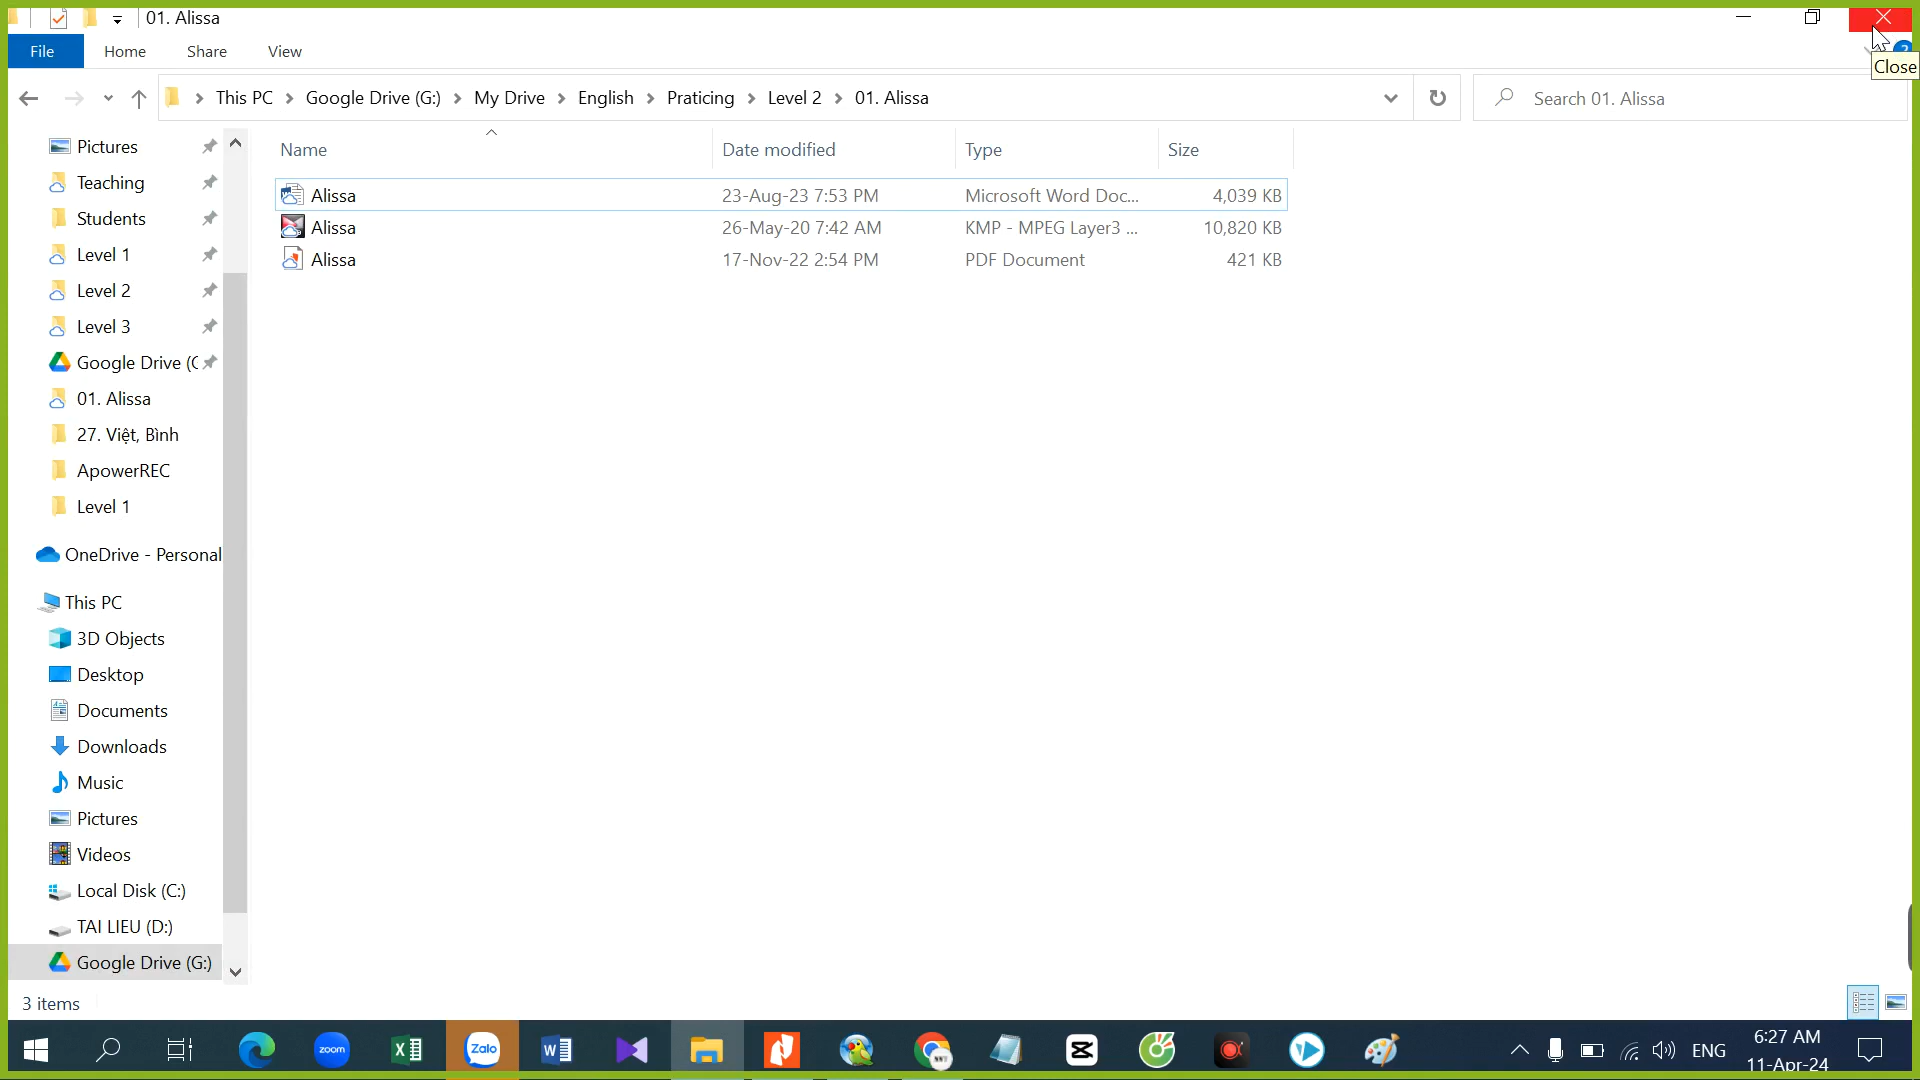 01. Alissa
File Home Share View
Close
This PC Google Drive (G:) My Drive English Praticing Level 2 01. Alissa
Search 01. Alissa
Name Date modified Type Size
Alissa 23-Aug-23 7:53 PM Microsoft Word Doc... 4,039 KB
Alissa 26-May-20 7:42 AM KMP - MPEG Layer3 ... 10,820 KB
Alissa 17-Nov-22 2:54 PM PDF Document 421 KB
Pictures
Teaching
Students
Level 1
Level 2
Level 3
Google Drive (G
01. Alissa
27. Việt, Bình
ApowerREC
Level 1
OneDrive - Personal
This PC
3D Objects
Desktop
Documents
Downloads
Music
Pictures
Videos
Local Disk (C:)
TAI LIEU (D:)
Google Drive (G:)
3 items
zoom Zalo ENG 6:27 AM
11-Apr-24